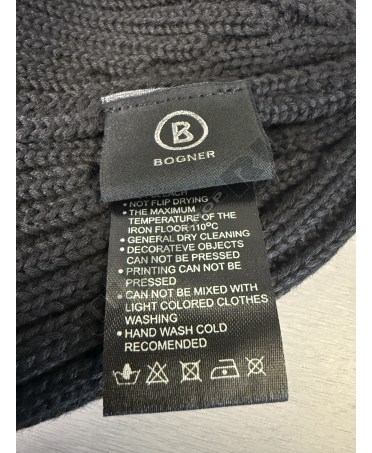 B
BOGNER
• NOT FLIP DRYING
• THE MAXIMUM
TEMPERATURE OF THE
IRON FLOOR 110°C
• GENERAL DRY CLEANING
• DECORATEVE OBJECTS
CAN NOT BE PRESSED
• PRINTING CAN NOT BE
PRESSED
• CAN NOT BE MIXED WITH
LIGHT COLORED CLOTHES
WASHING
• HAND WASH COLD
RECOMENDED